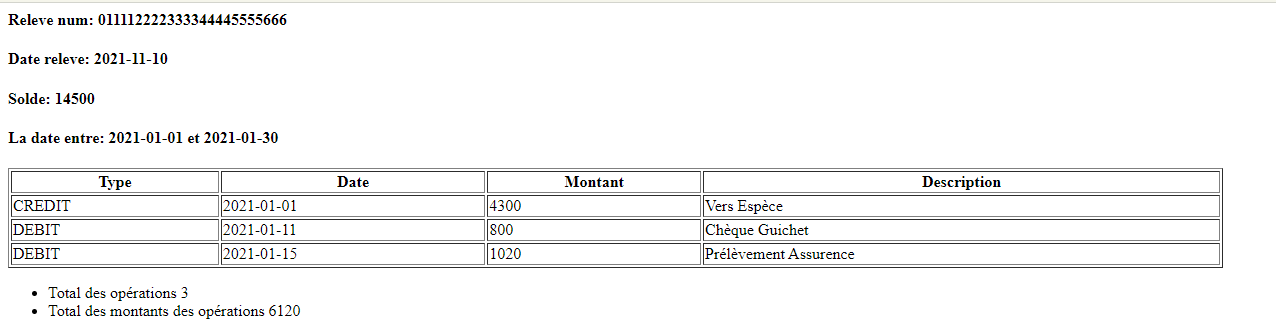 Releve num: 011112222333344445555666
Date releve: 2021-11-10
Solde: 14500
La date entre: 2021-01-01 et 2021-01-30
Type Date Montant Description
CREDIT 2021-01-01 4300 Vers Espèce
DEBIT 2021-01-11 800 Chèque Guichet
DEBIT 2021-01-15 1020 Prélèvement Assurence
• Total des opérations 3
• Total des montants des opérations 6120